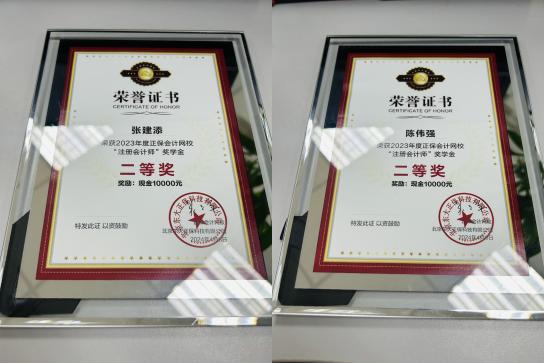 荣誉证书
CERTIFICATE OF HONOR
张建添
荣获2023年度正保会计网校
“注册会计师”奖学金
二等奖
奖励：现金10000元
特发此证 以资鼓励
荣誉证书
CERTIFICATE OF HONOR
陈伟强
荣获2023年度正保会计网校
“注册会计师”奖学金
二等奖
奖励：现金10000元
特发此证 以资鼓励